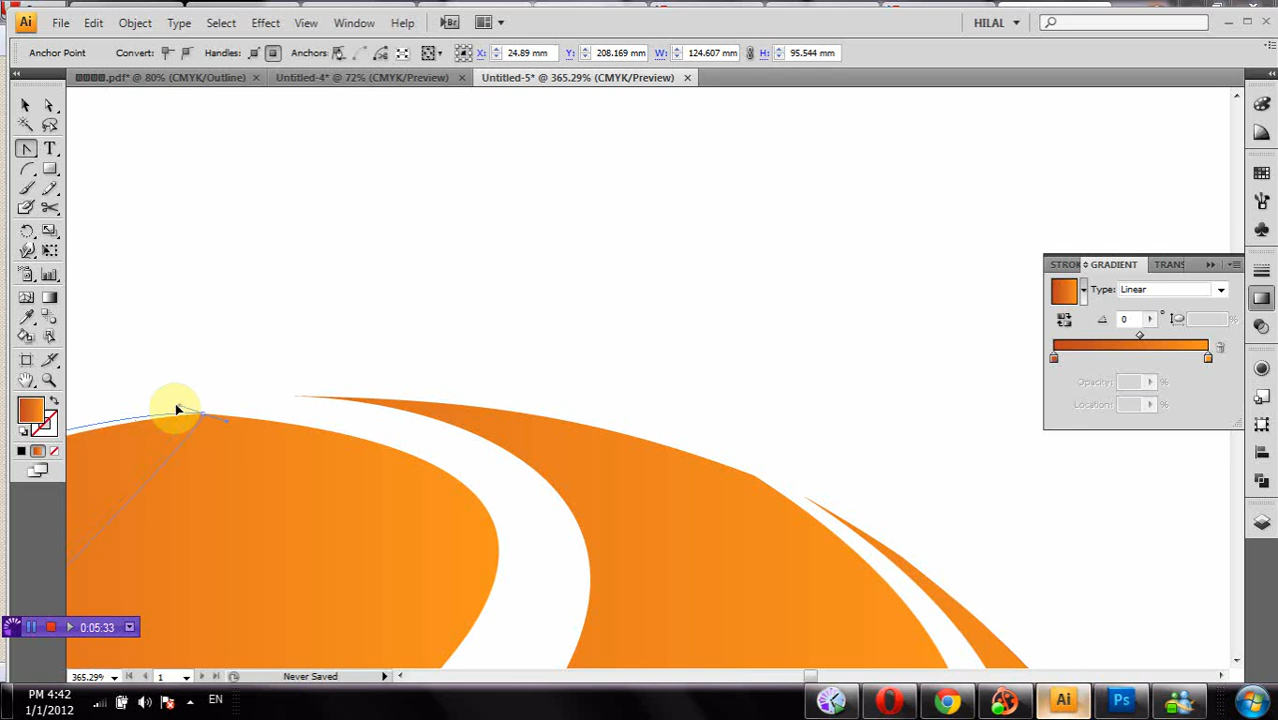 Ai File Edit Object Type Select Effect View Window Help Br HILAL
Anchor Point Convert: Handles: Anchors: X: 24.89 mm Y: 208.169 mm W: 124.607 mm H: 95.544 mm
.pdf* @ 80% (CMYK/Outline) Untitled-4* @ 72% (CMYK/Preview) Untitled-5* @ 365.29% (CMYK/Preview)
STROK GRADIENT TRANS
Type: Linear
0 ° %
Opacity: %
Location: %
0:05:33
365.29% 1 Never Saved
PM 4:42
1/1/2012
EN
Ai
Ps